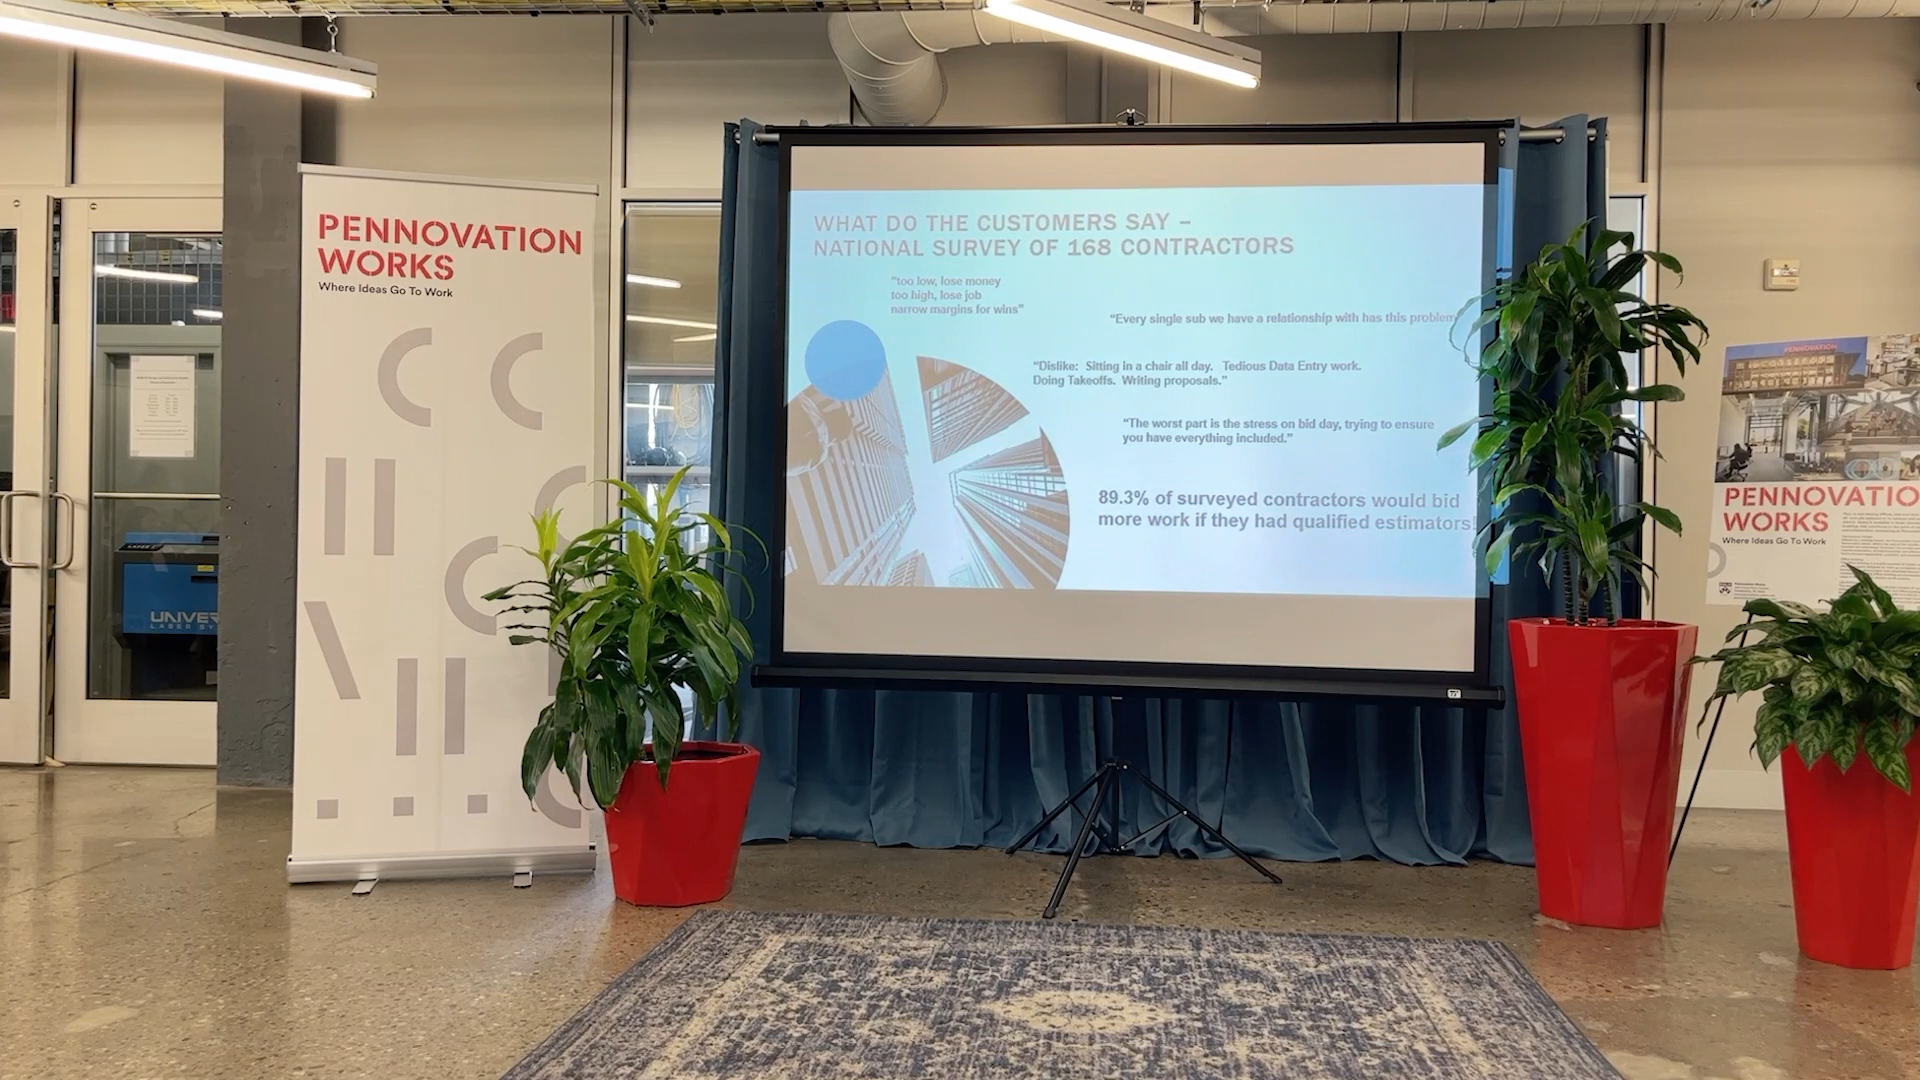 PENNOVATION
WORKS
Where Ideas Go To Work
WHAT DO THE CUSTOMERS SAY –
NATIONAL SURVEY OF 168 CONTRACTORS
"too low, lose money
too high, lose job
narrow margins for wins"
"Every single sub we have a relationship with has this problem
"Dislike: Sitting in a chair all day. Tedious Data Entry work.
Doing Takeoffs. Writing proposals."
"The worst part is the stress on bid day, trying to ensure
you have everything included."
89.3% of surveyed contractors would bid
more work if they had qualified estimators!
UNIVER
LASER SY
PENNOVATION
PENNOVATIO
WORKS
Where Ideas Go To Work